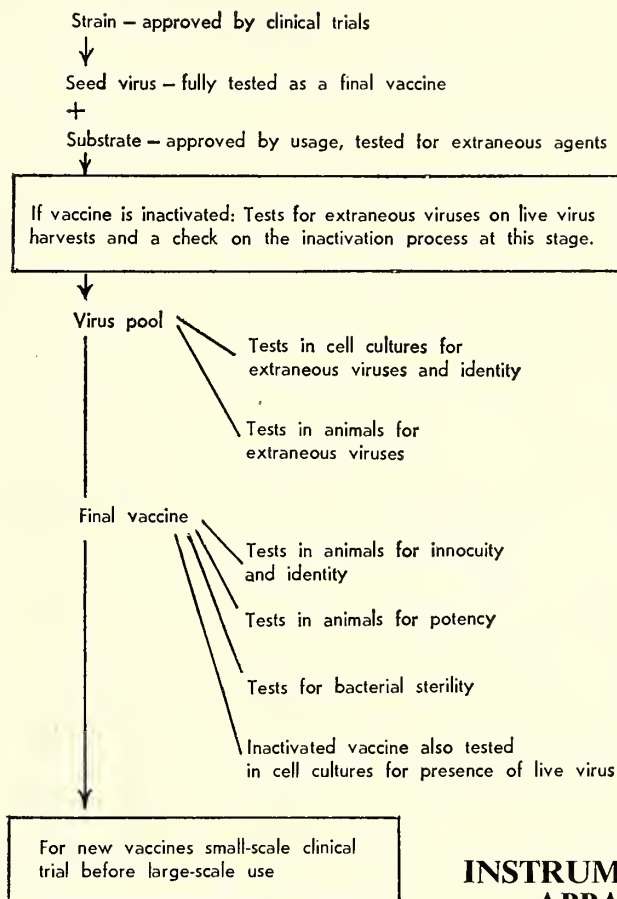 Strain – approved by clinical trials
Seed virus – fully tested as a final vaccine
+
Substrate – approved by usage, tested for extraneous agents
If vaccine is inactivated: Tests for extraneous viruses on live virus
harvests and a check on the inactivation process at this stage.
Virus pool
Tests in cell cultures for
extraneous viruses and identity
Tests in animals for
extraneous viruses
Final vaccine
Tests in animals for innocuity
and identity
Tests in animals for potency
Tests for bacterial sterility
Inactivated vaccine also tested
in cell cultures for presence of live virus
For new vaccines small-scale clinical
trial before large-scale use
INSTRUM